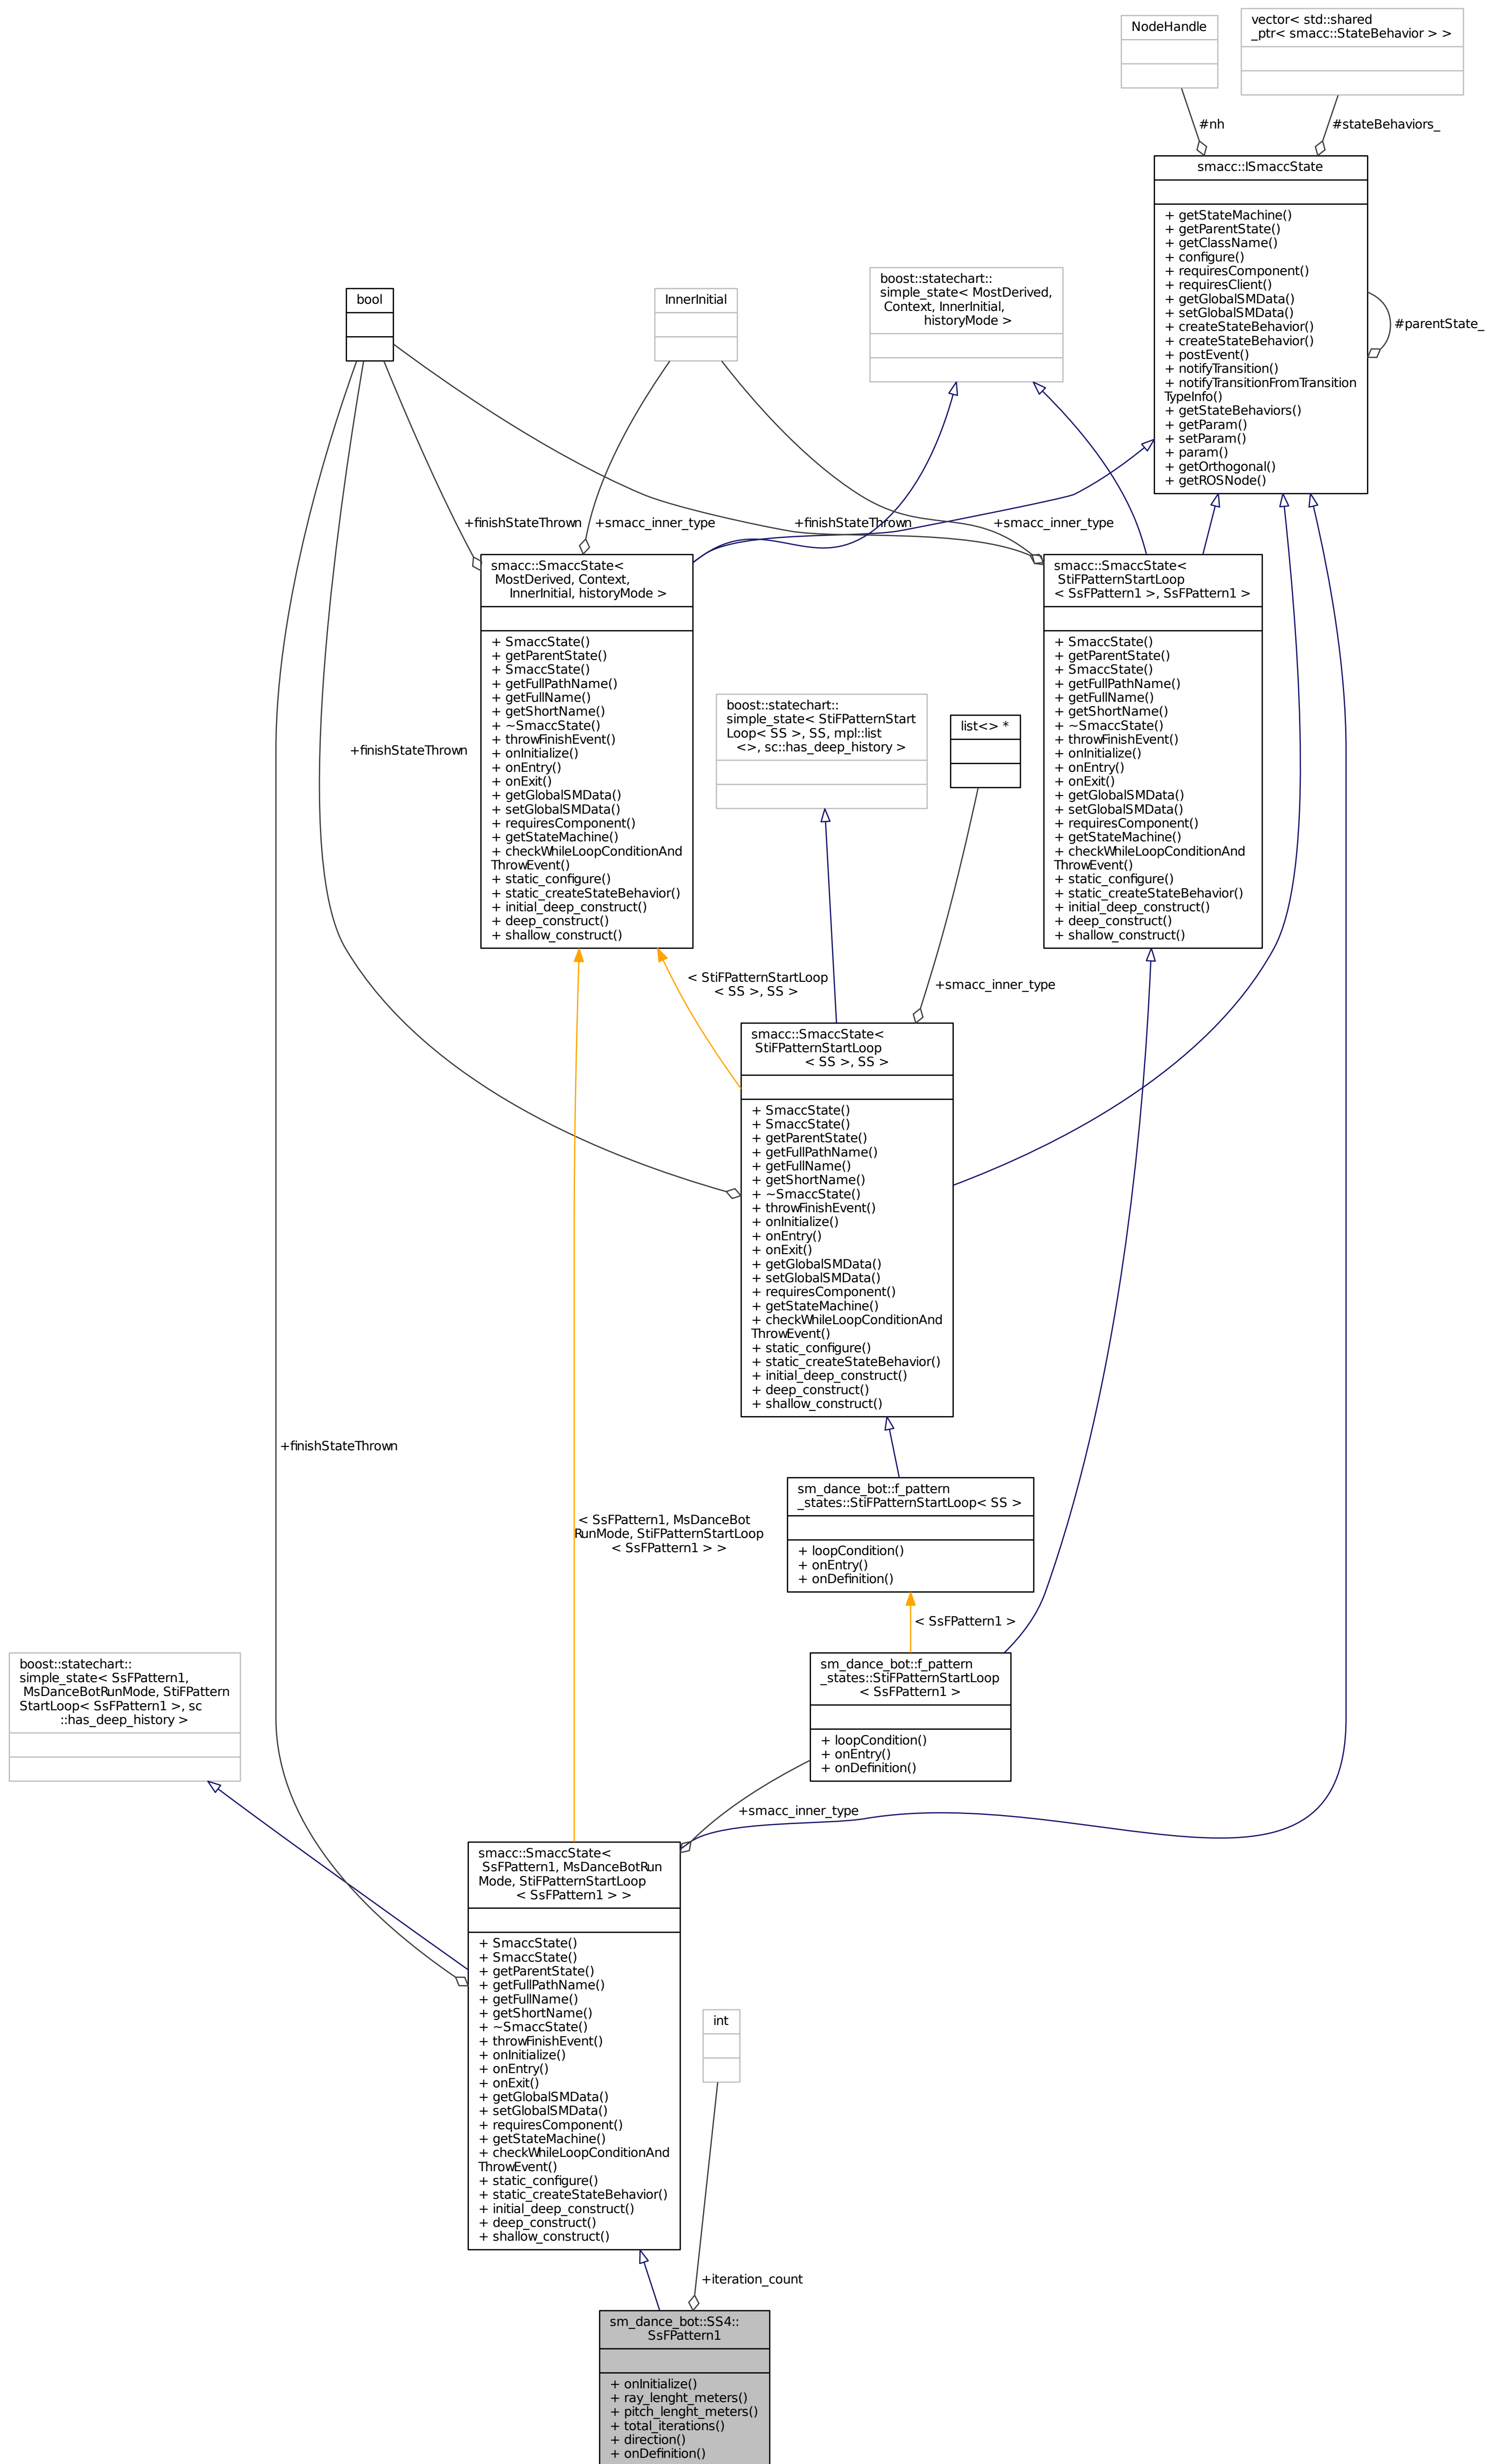 NodeHandle
vector< std::shared
_ptr< smacc::StateBehavior > >
#nh
#stateBehaviors_
smacc::ISmaccState
+ getStateMachine()
+ getParentState()
+ getClassName()
+ configure()
+ requiresComponent()
+ requiresClient()
+ getGlobalSMData()
+ setGlobalSMData()
+ createStateBehavior()
+ createStateBehavior()
+ postEvent()
+ notifyTransition()
+ notifyTransitionFromTransition
TypeInfo()
+ getStateBehaviors()
+ getParam()
+ setParam()
+ param()
+ getOrthogonal()
+ getROSNode()
#parentState_
bool
InnerInitial
boost::statechart::
simple_state< MostDerived,
Context, InnerInitial,
historyMode >
+finishStateThrown
+smacc_inner_type
+finishStateThrown
+smacc_inner_type
smacc::SmaccState<
MostDerived, Context,
InnerInitial, historyMode >
+ SmaccState()
+ getParentState()
+ SmaccState()
+ getFullPathName()
+ getFullName()
+ getShortName()
+ ~SmaccState()
+ throwFinishEvent()
+ onInitialize()
+ onEntry()
+ onExit()
+ getGlobalSMData()
+ setGlobalSMData()
+ requiresComponent()
+ getStateMachine()
+ checkWhileLoopConditionAnd
ThrowEvent()
+ static_configure()
+ static_createStateBehavior()
+ initial_deep_construct()
+ deep_construct()
+ shallow_construct()
smacc::SmaccState<
StiFPatternStartLoop
< SsFPattern1 >, SsFPattern1 >
+ SmaccState()
+ getParentState()
+ SmaccState()
+ getFullPathName()
+ getFullName()
+ getShortName()
+ ~SmaccState()
+ throwFinishEvent()
+ onInitialize()
+ onEntry()
+ onExit()
+ getGlobalSMData()
+ setGlobalSMData()
+ requiresComponent()
+ getStateMachine()
+ checkWhileLoopConditionAnd
ThrowEvent()
+ static_configure()
+ static_createStateBehavior()
+ initial_deep_construct()
+ deep_construct()
+ shallow_construct()
+finishStateThrown
boost::statechart::
simple_state< StiFPatternStart
Loop< SS >, SS, mpl::list
<>, sc::has_deep_history >
list<> *
< StiFPatternStartLoop
< SS >, SS >
+smacc_inner_type
smacc::SmaccState<
StiFPatternStartLoop
< SS >, SS >
+ SmaccState()
+ SmaccState()
+ getParentState()
+ getFullPathName()
+ getFullName()
+ getShortName()
+ ~SmaccState()
+ throwFinishEvent()
+ onInitialize()
+ onEntry()
+ onExit()
+ getGlobalSMData()
+ setGlobalSMData()
+ requiresComponent()
+ getStateMachine()
+ checkWhileLoopConditionAnd
ThrowEvent()
+ static_configure()
+ static_createStateBehavior()
+ initial_deep_construct()
+ deep_construct()
+ shallow_construct()
+finishStateThrown
< SsFPattern1, MsDanceBot
RunMode, StiFPatternStartLoop
< SsFPattern1 > >
sm_dance_bot::f_pattern
_states::StiFPatternStartLoop< SS >
+ loopCondition()
+ onEntry()
+ onDefinition()
< SsFPattern1 >
sm_dance_bot::f_pattern
_states::StiFPatternStartLoop
< SsFPattern1 >
+ loopCondition()
+ onEntry()
+ onDefinition()
boost::statechart::
simple_state< SsFPattern1,
MsDanceBotRunMode, StiFPattern
StartLoop< SsFPattern1 >, sc
::has_deep_history >
+smacc_inner_type
smacc::SmaccState<
SsFPattern1, MsDanceBotRun
Mode, StiFPatternStartLoop
< SsFPattern1 > >
+ SmaccState()
+ SmaccState()
+ getParentState()
+ getFullPathName()
+ getFullName()
+ getShortName()
+ ~SmaccState()
+ throwFinishEvent()
+ onInitialize()
+ onEntry()
+ onExit()
+ getGlobalSMData()
+ setGlobalSMData()
+ requiresComponent()
+ getStateMachine()
+ checkWhileLoopConditionAnd
ThrowEvent()
+ static_configure()
+ static_createStateBehavior()
+ initial_deep_construct()
+ deep_construct()
+ shallow_construct()
int
+iteration_count
sm_dance_bot::SS4::
SsFPattern1
+ onInitialize()
+ ray_lenght_meters()
+ pitch_lenght_meters()
+ total_iterations()
+ direction()
+ onDefinition()